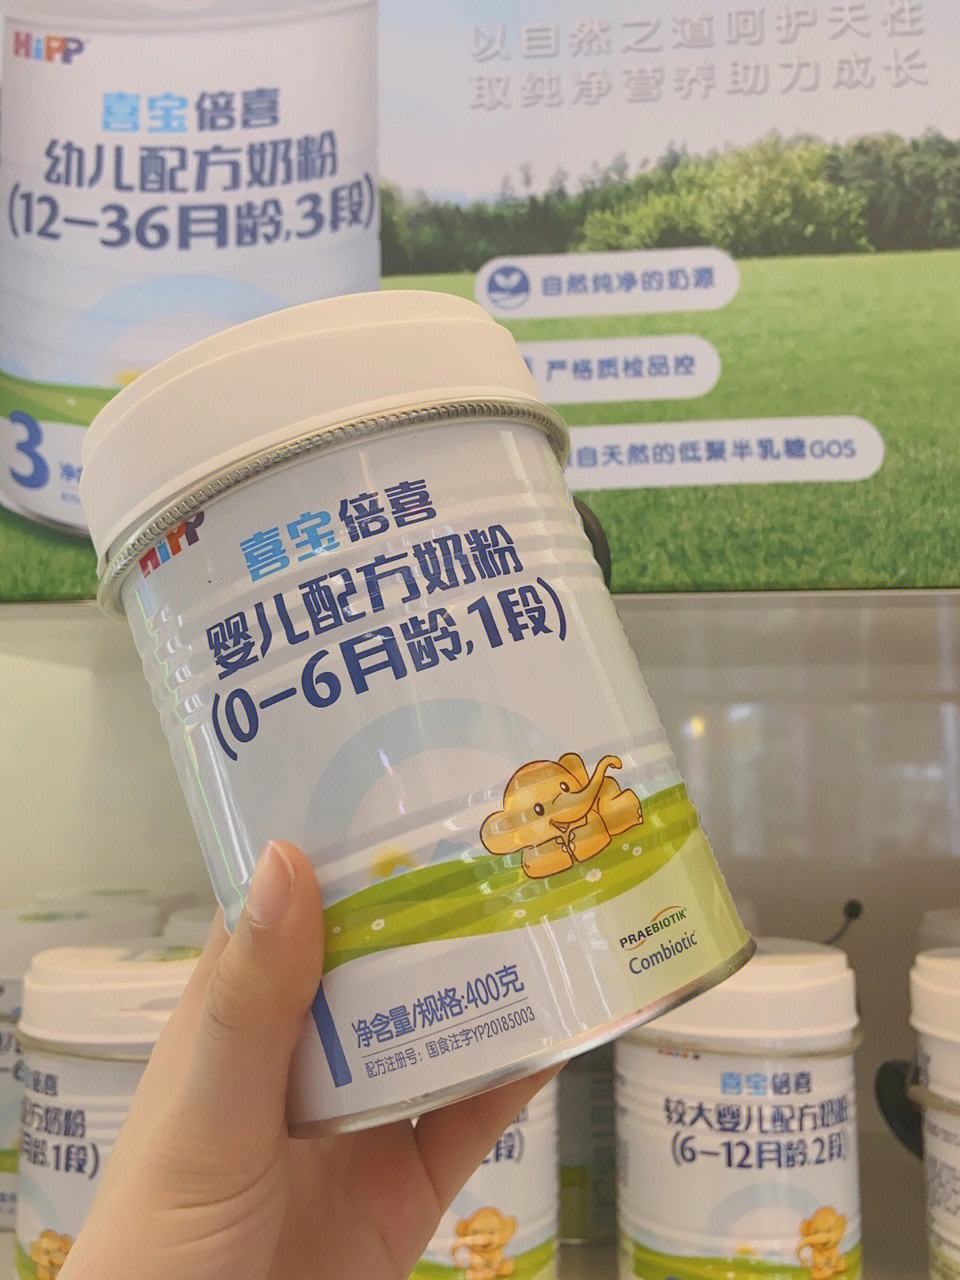 HiPP
喜宝倍喜
幼儿配方奶粉
(12-36月龄,3段)
3
净
以自然之道呵护天性
取纯净营养助力成长
自然纯净的奶源
严格质检品控
自天然的低聚半乳糖GOS
HiPP
喜宝倍喜
婴儿配方奶粉
(0-6月龄,1段)
PRAEBIOTIK
Combiotic
1
净含量/规格:400克
配方注册号：国食注字YP20185003
倍喜
方奶粉
月龄,1段)
段)
HiPP
喜宝倍喜
较大婴儿配方奶粉
(6-12月龄,2段)